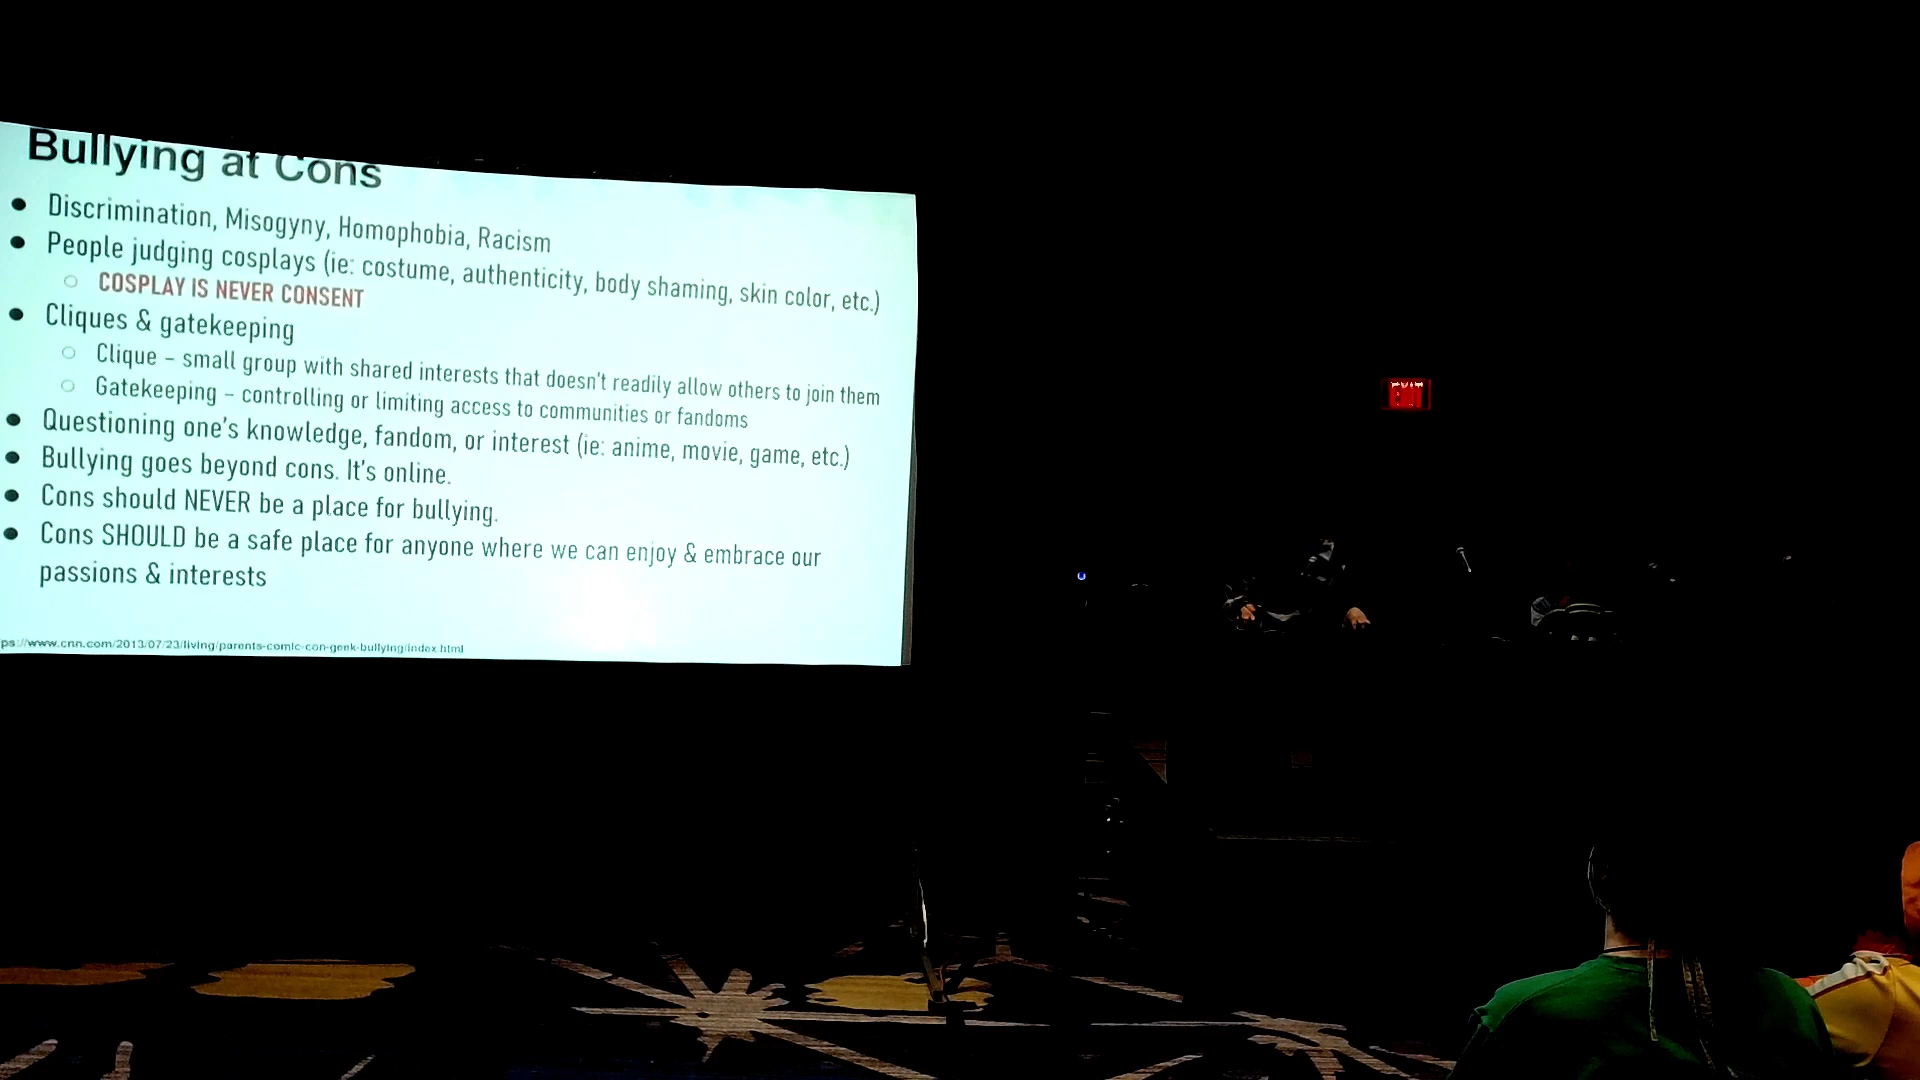 Bullying at Cons
● Discrimination, Misogyny, Homophobia, Racism
● People judging cosplays (ie: costume, authenticity, body shaming, skin color, etc.)
○ COSPLAY IS NEVER CONSENT
● Cliques & gatekeeping
○ Clique – small group with shared interests that doesn't readily allow others to join them
○ Gatekeeping – controlling or limiting access to communities or fandoms
● Questioning one's knowledge, fandom, or interest (ie: anime, movie, game, etc.)
● Bullying goes beyond cons. It's online.
● Cons should NEVER be a place for bullying.
● Cons SHOULD be a safe place for anyone where we can enjoy & embrace our
passions & interests
ps://www.cnn.com/2013/07/23/living/parents-comic-con-geek-bullying/index.html